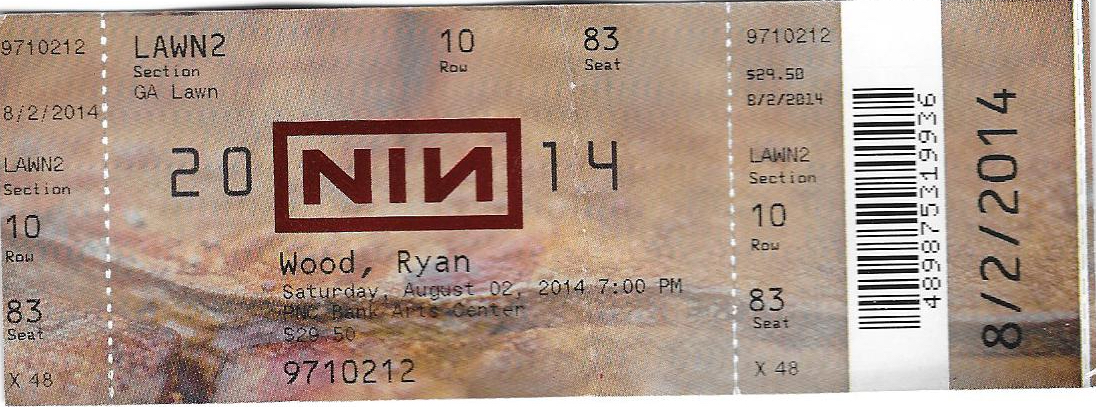 9710212
8/2/2014
LAWN2
Section
10
Row
83
Seat
X 48
LAWN2
Section
GA Lawn
10
Row
83
Seat
20 NIN 14
Wood, Ryan
Saturday, August 02, 2014 7:00 PM
PNC Bank Arts Center
$29.50
9710212
9710212
$29.50
8/2/2014
LAWN2
Section
10
Row
83
Seat
X 48
489875319936
8/2/2014